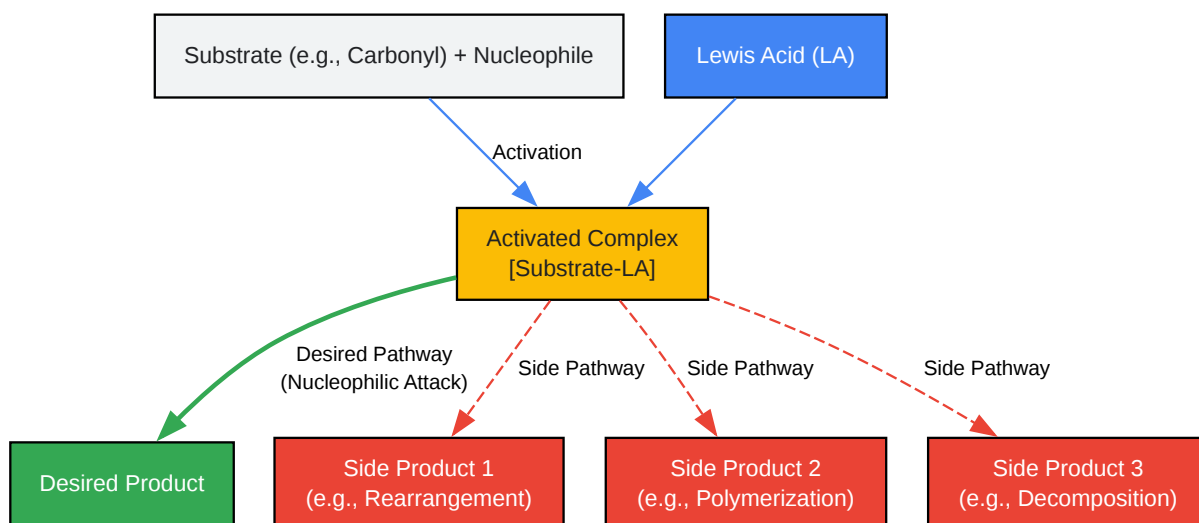 Substrate (e.g., Carbonyl) + Nucleophile
Lewis Acid (LA)
Activation
Activated Complex
[Substrate-LA]
Desired Pathway
(Nucleophilic Attack)
Side Pathway
Side Pathway
Side Pathway
Desired Product
Side Product 1
(e.g., Rearrangement)
Side Product 2
(e.g., Polymerization)
Side Product 3
(e.g., Decomposition)